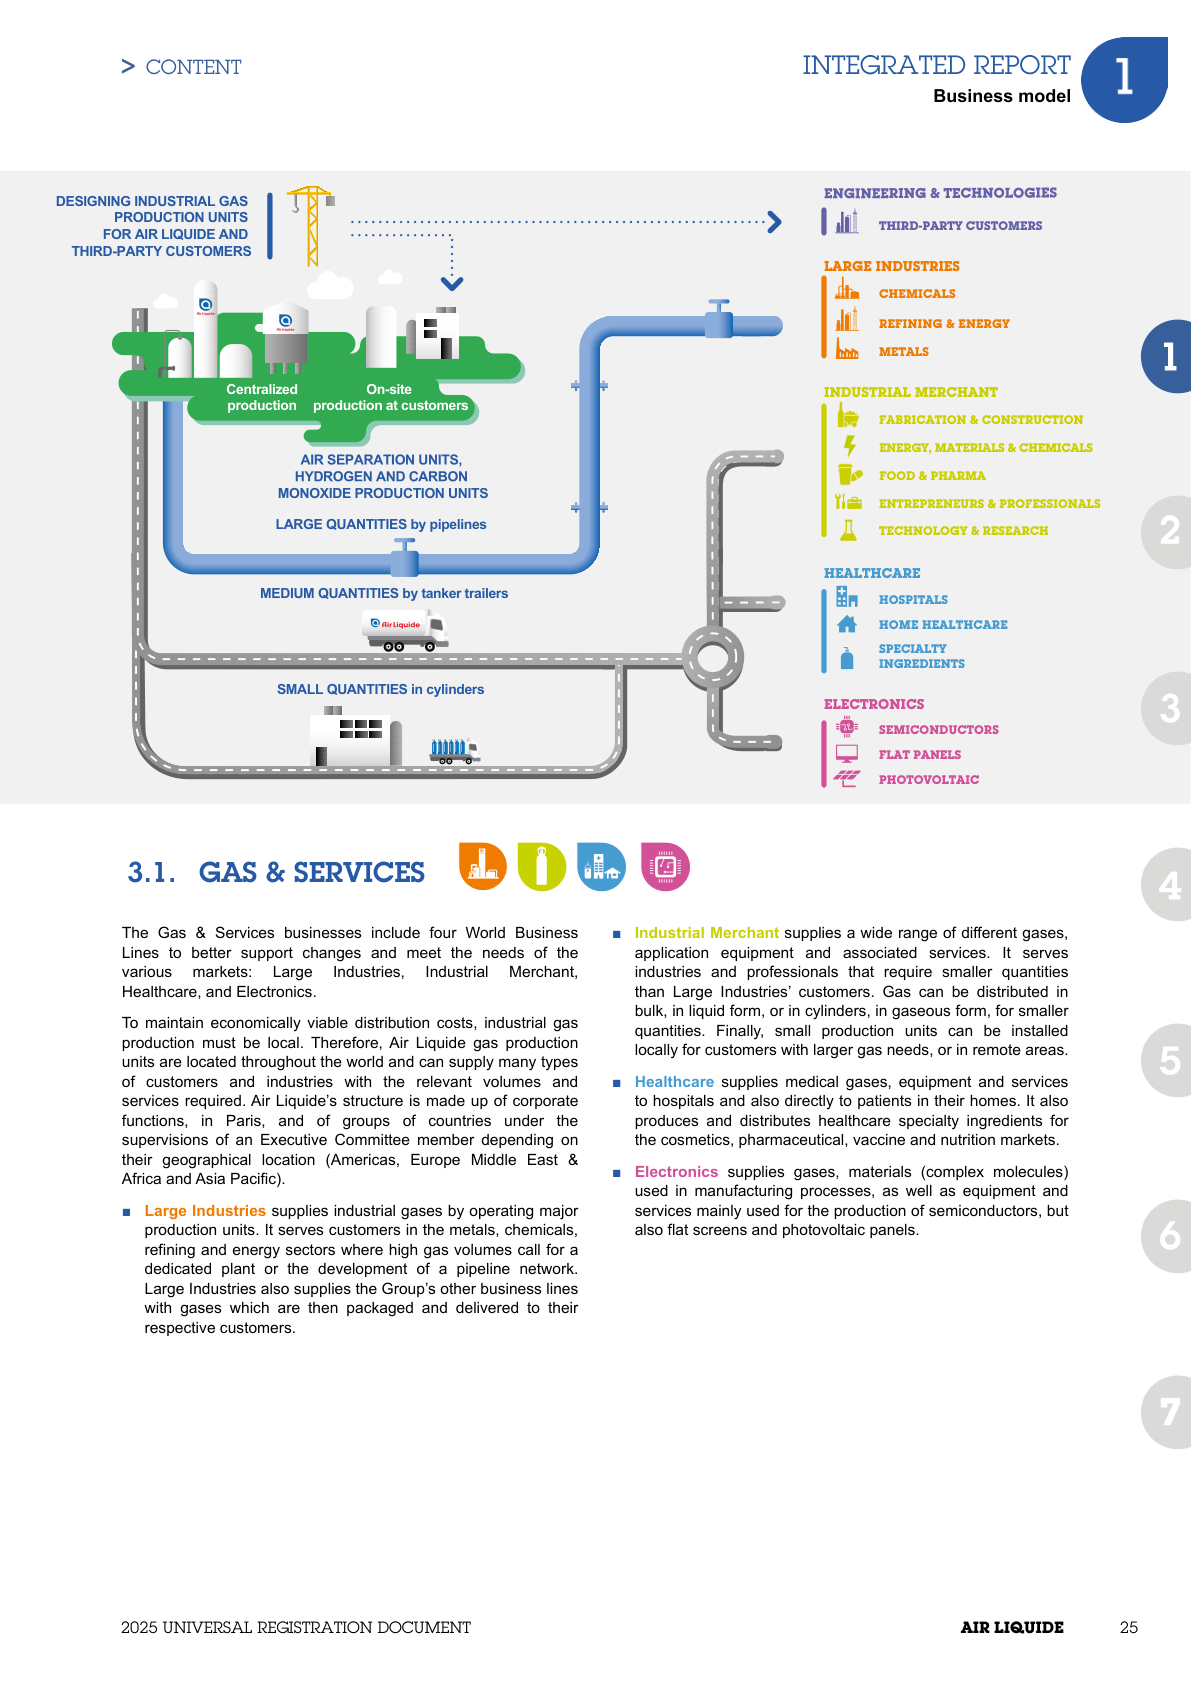 > CONTENT
INTEGRATED REPORT
Business model
1
DESIGNING INDUSTRIAL GAS
PRODUCTION UNITS
FOR AIR LIQUIDE AND
THIRD-PARTY CUSTOMERS
Air Liquide
Air Liquide
Centralized
production
On-site
production at customers
AIR SEPARATION UNITS,
HYDROGEN AND CARBON
MONOXIDE PRODUCTION UNITS
LARGE QUANTITIES by pipelines
MEDIUM QUANTITIES by tanker trailers
Air Liquide
SMALL QUANTITIES in cylinders
ENGINEERING & TECHNOLOGIES
THIRD-PARTY CUSTOMERS
LARGE INDUSTRIES
CHEMICALS
REFINING & ENERGY
METALS
INDUSTRIAL MERCHANT
FABRICATION & CONSTRUCTION
ENERGY, MATERIALS & CHEMICALS
FOOD & PHARMA
ENTREPRENEURS & PROFESSIONALS
TECHNOLOGY & RESEARCH
HEALTHCARE
HOSPITALS
HOME HEALTHCARE
SPECIALTY
INGREDIENTS
ELECTRONICS
SEMICONDUCTORS
FLAT PANELS
PHOTOVOLTAIC
1
2
3
4
5
6
7
3.1. GAS & SERVICES
The Gas & Services businesses include four World Business
Lines to better support changes and meet the needs of the
various markets: Large Industries, Industrial Merchant,
Healthcare, and Electronics.
To maintain economically viable distribution costs, industrial gas
production must be local. Therefore, Air Liquide gas production
units are located throughout the world and can supply many types
of customers and industries with the relevant volumes and
services required. Air Liquide’s structure is made up of corporate
functions, in Paris, and of groups of countries under the
supervisions of an Executive Committee member depending on
their geographical location (Americas, Europe Middle East &
Africa and Asia Pacific).
■ Large Industries supplies industrial gases by operating major
production units. It serves customers in the metals, chemicals,
refining and energy sectors where high gas volumes call for a
dedicated plant or the development of a pipeline network.
Large Industries also supplies the Group’s other business lines
with gases which are then packaged and delivered to their
respective customers.
■ Industrial Merchant supplies a wide range of different gases,
application equipment and associated services. It serves
industries and professionals that require smaller quantities
than Large Industries’ customers. Gas can be distributed in
bulk, in liquid form, or in cylinders, in gaseous form, for smaller
quantities. Finally, small production units can be installed
locally for customers with larger gas needs, or in remote areas.
■ Healthcare supplies medical gases, equipment and services
to hospitals and also directly to patients in their homes. It also
produces and distributes healthcare specialty ingredients for
the cosmetics, pharmaceutical, vaccine and nutrition markets.
■ Electronics supplies gases, materials (complex molecules)
used in manufacturing processes, as well as equipment and
services mainly used for the production of semiconductors, but
also flat screens and photovoltaic panels.
2025 UNIVERSAL REGISTRATION DOCUMENT
AIR LIQUIDE
25